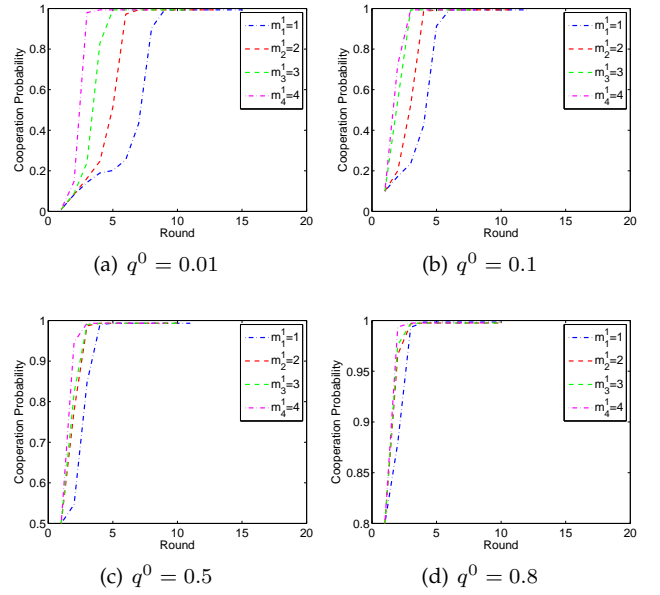 1
0.8
0.6
0.4
0.2
0
Cooperation Probability
0 5 10 15 20
Round
m₁¹=1
m₂¹=2
m₃¹=3
m₄¹=4
(a) q⁰ = 0.01
1
0.8
0.6
0.4
0.2
0
Cooperation Probability
0 5 10 15 20
Round
m₁¹=1
m₂¹=2
m₃¹=3
m₄¹=4
(b) q⁰ = 0.1
1
0.9
0.8
0.7
0.6
0.5
Cooperation Probability
0 5 10 15 20
Round
m₁¹=1
m₂¹=2
m₃¹=3
m₄¹=4
(c) q⁰ = 0.5
1
0.95
0.9
0.85
0.8
Cooperation Probability
0 5 10 15 20
Round
m₁¹=1
m₂¹=2
m₃¹=3
m₄¹=4
(d) q⁰ = 0.8